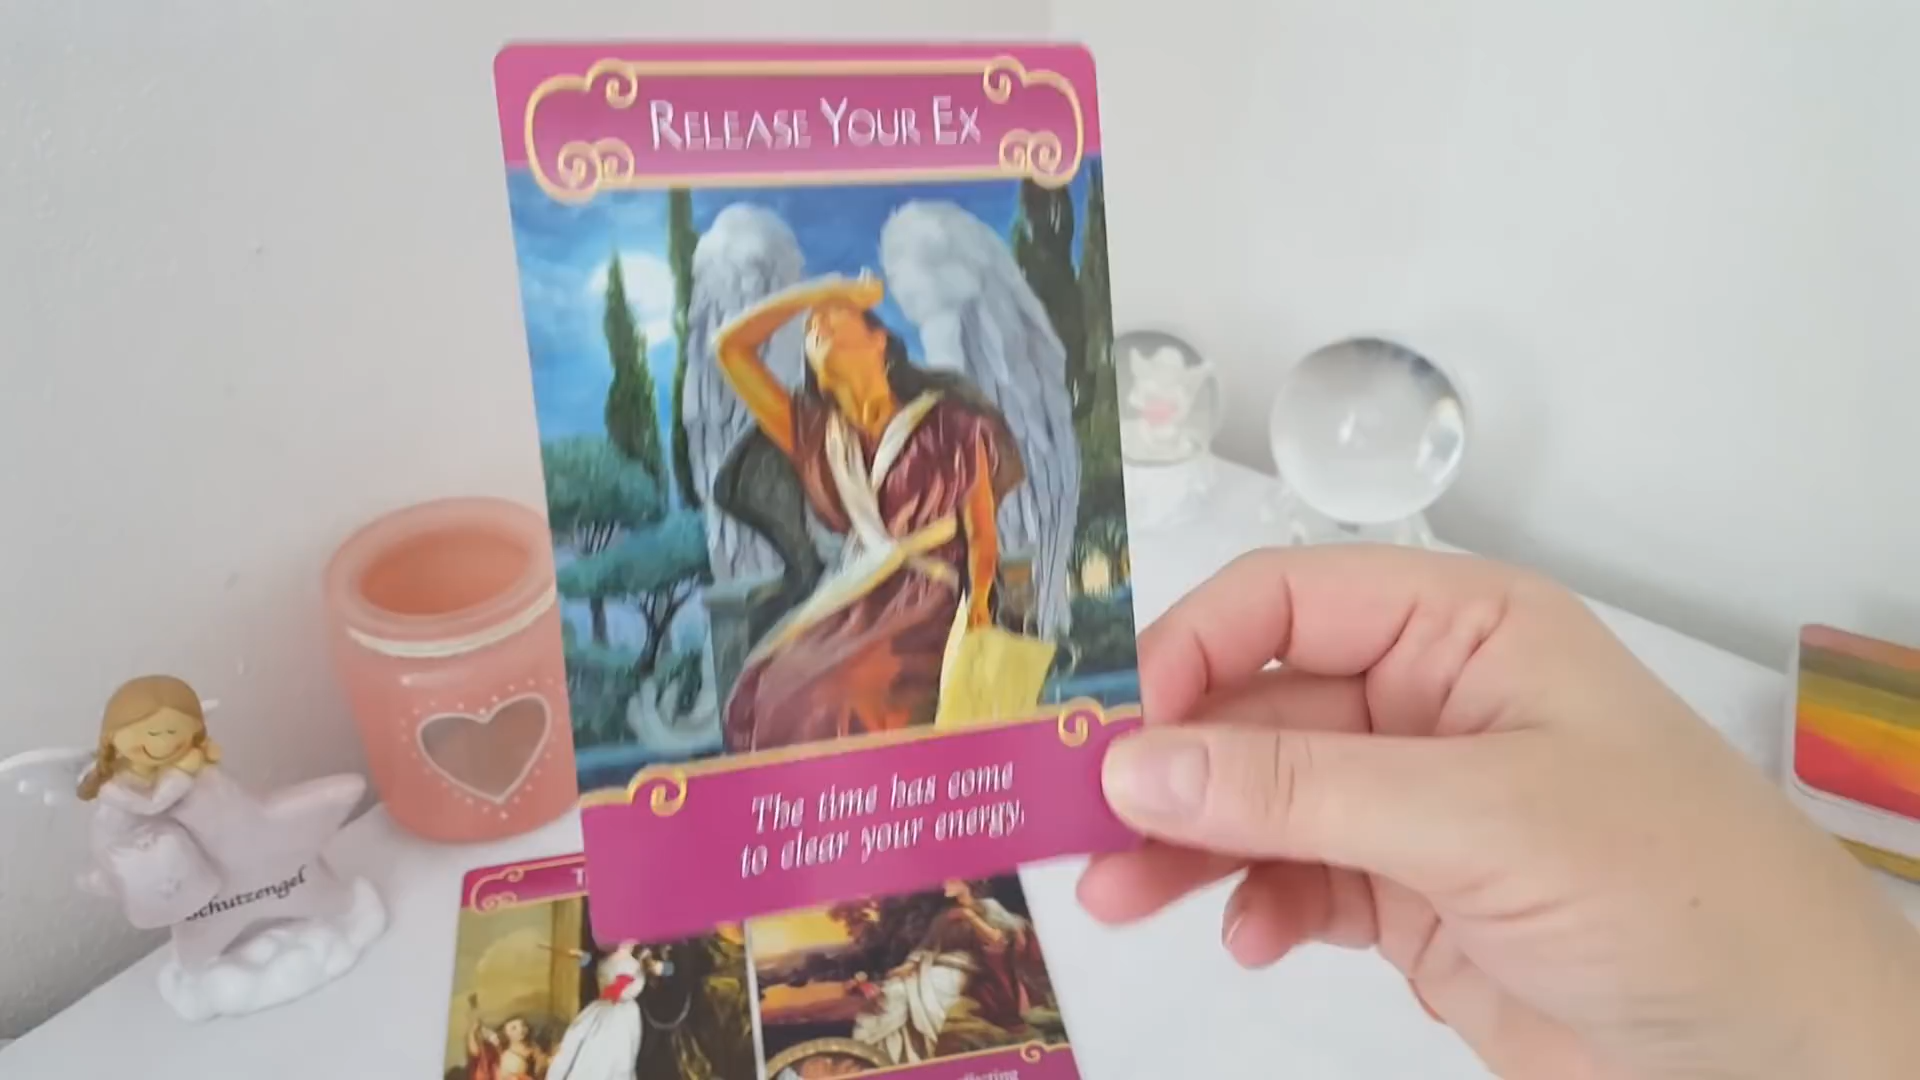 RELEASE YOUR EX
The time has come
to clear your energy.
Schutzengel